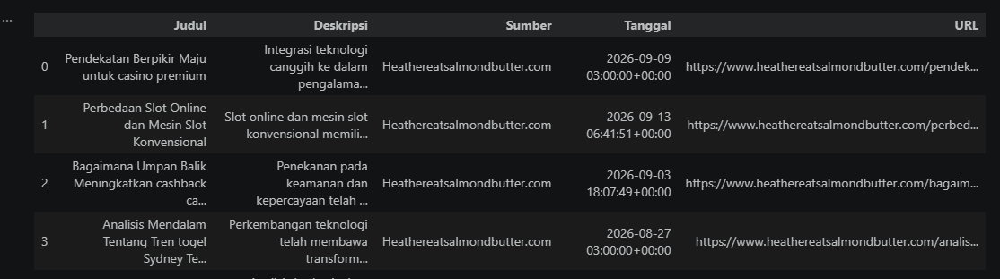 ...
Judul Deskripsi Sumber Tanggal URL
0 Pendekatan Berpikir Maju untuk casino premium Integrasi teknologi canggih ke dalam pengalama... Heathereatsalmondbutter.com 2026-09-09 03:00:00+00:00 https://www.heathereatsalmondbutter.com/pendek...
1 Perbedaan Slot Online dan Mesin Slot Konvensional Slot online dan mesin slot konvensional memili... Heathereatsalmondbutter.com 2026-09-13 06:41:51+00:00 https://www.heathereatsalmondbutter.com/perbed...
2 Bagaimana Umpan Balik Meningkatkan cashback ca... Penekanan pada keamanan dan kepercayaan telah ... Heathereatsalmondbutter.com 2026-09-03 18:07:49+00:00 https://www.heathereatsalmondbutter.com/bagaim...
3 Analisis Mendalam Tentang Tren togel Sydney Te... Perkembangan teknologi telah membawa transform... Heathereatsalmondbutter.com 2026-08-27 03:00:00+00:00 https://www.heathereatsalmondbutter.com/analis...